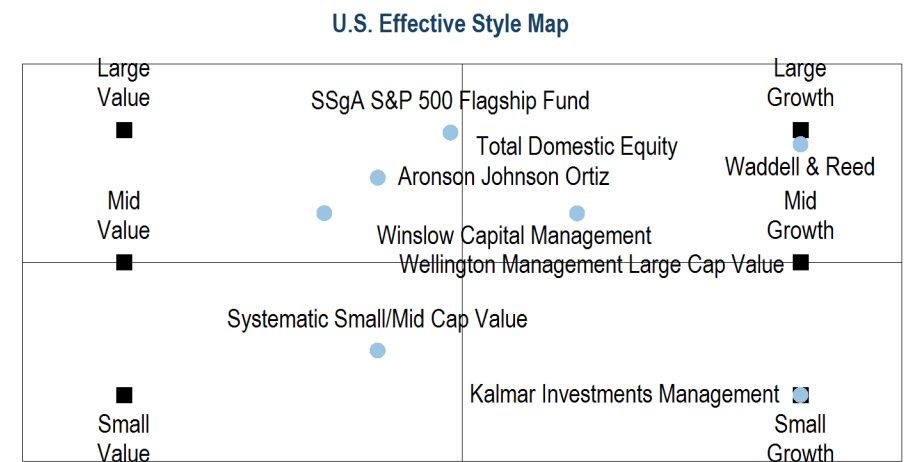 U.S. Effective Style Map
Large
Value
Large
Growth
SSgA S&P 500 Flagship Fund
Total Domestic Equity
Waddell & Reed
Aronson Johnson Ortiz
Mid
Value
Mid
Growth
Winslow Capital Management
Wellington Management Large Cap Value
Systematic Small/Mid Cap Value
Kalmar Investments Management
Small
Value
Small
Growth